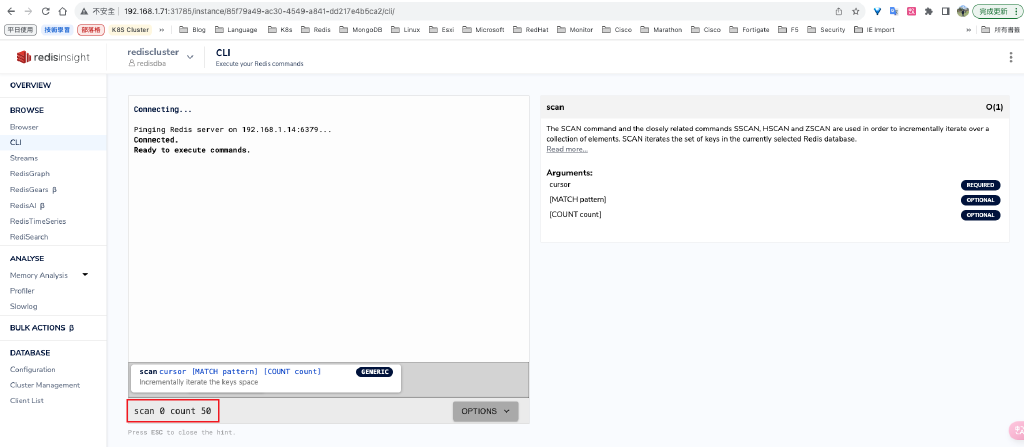 不安全 192.168.1.71:31785/instance/85f79a49-ac30-4549-a841-dd217e4b5ca2/cli/ 完成更新
平日使用 技術學習 部落格 K8S Cluster » Blog Language K8s Redis MongoDB Linux Esxi Microsoft RedHat Monitor Cisco Marathon Cisco Fortigate F5 Security IE Import » 所有書籤
redisinsight
rediscluster
redisdba
CLI
Execute your Redis commands
OVERVIEW
BROWSE
Browser
CLI
Streams
RedisGraph
RedisGears β
RedisAI β
RedisTimeSeries
RediSearch
ANALYSE
Memory Analysis
Profiler
Slowlog
BULK ACTIONS β
DATABASE
Configuration
Cluster Management
Client List
Connecting...
Pinging Redis server on 192.168.1.14:6379...
Connected.
Ready to execute commands.
scan cursor [MATCH pattern] [COUNT count] GENERIC
Incrementally iterate the keys space
scan 0 count 50
OPTIONS
Press ESC to close the hint.
scan O(1)
The SCAN command and the closely related commands SSCAN, HSCAN and ZSCAN are used in order to incrementally iterate over a
collection of elements. SCAN iterates the set of keys in the currently selected Redis database.
Read more...
Arguments:
cursor REQUIRED
[MATCH pattern] OPTIONAL
[COUNT count] OPTIONAL